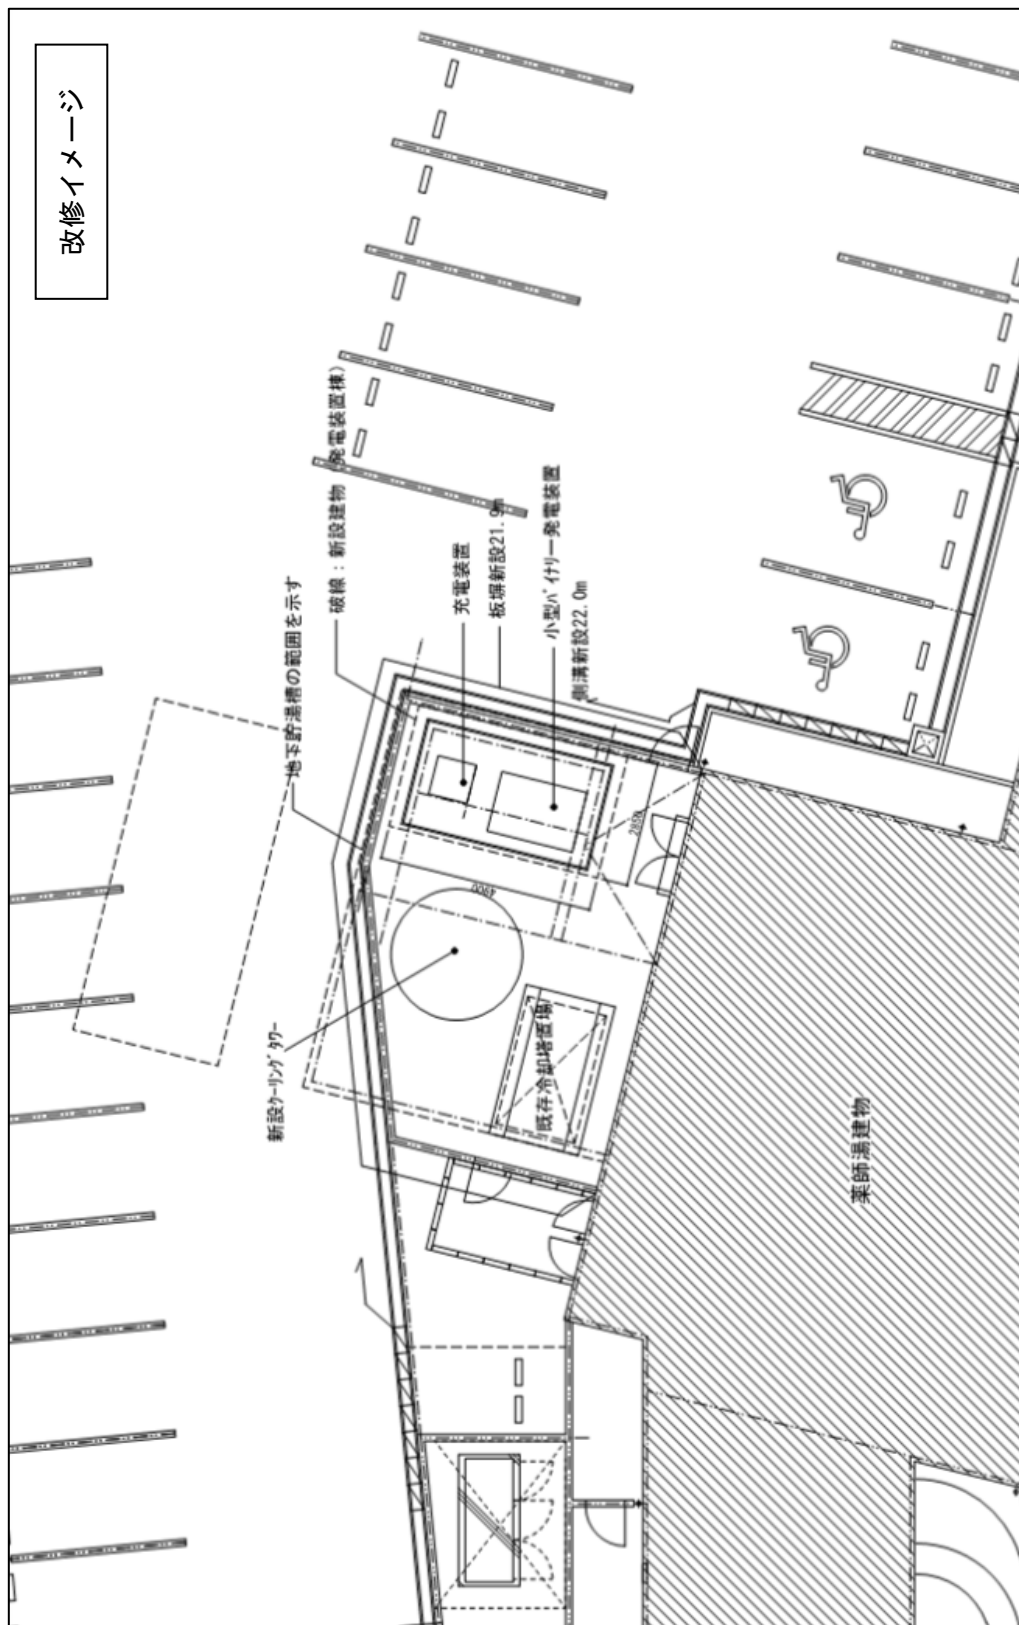 改修イメージ
破線：新設建物（発電装置棟）
地下貯湯槽の範囲を示す
充電装置
板塀新設21.9m
小型バイナリー発電装置
側溝新設22.0m
新設クーリングタワー
4900
2850
既存冷却塔置場
薬師湯建物